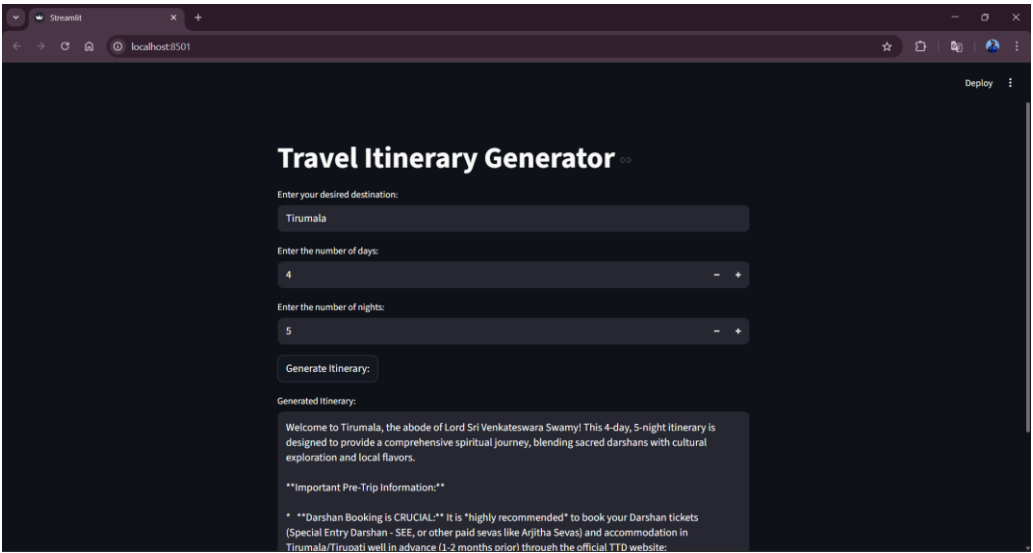 Streamlit
localhost:8501
Deploy
Travel Itinerary Generator
Enter your desired destination:
Tirumala
Enter the number of days:
4
Enter the number of nights:
5
Generate Itinerary:
Generated Itinerary:
Welcome to Tirumala, the abode of Lord Sri Venkateswara Swamy! This 4-day, 5-night itinerary is
designed to provide a comprehensive spiritual journey, blending sacred darshans with cultural
exploration and local flavors.
**Important Pre-Trip Information:**
* **Darshan Booking is CRUCIAL:** It is *highly recommended* to book your Darshan tickets
(Special Entry Darshan - SEE, or other paid sevas like Arjitha Sevas) and accommodation in
Tirumala/Tirupati well in advance (1-2 months prior) through the official TTD website: